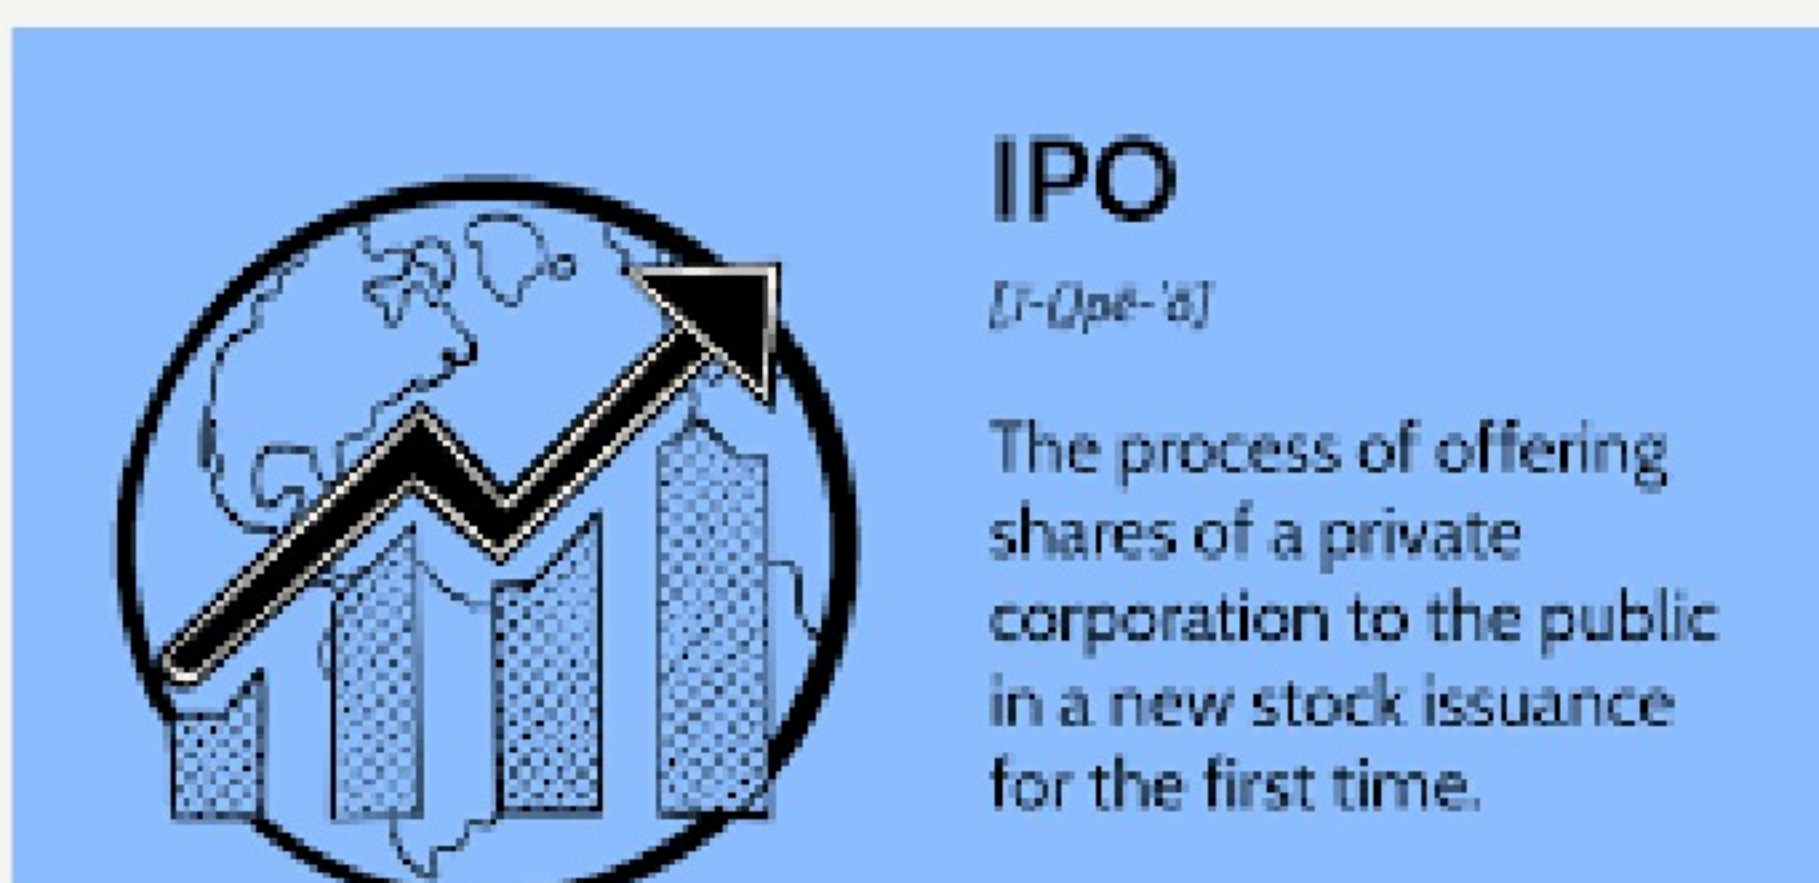 IPO
The process of offering
shares of a private
corporation to the public
in a new stock issuance
for the first time.